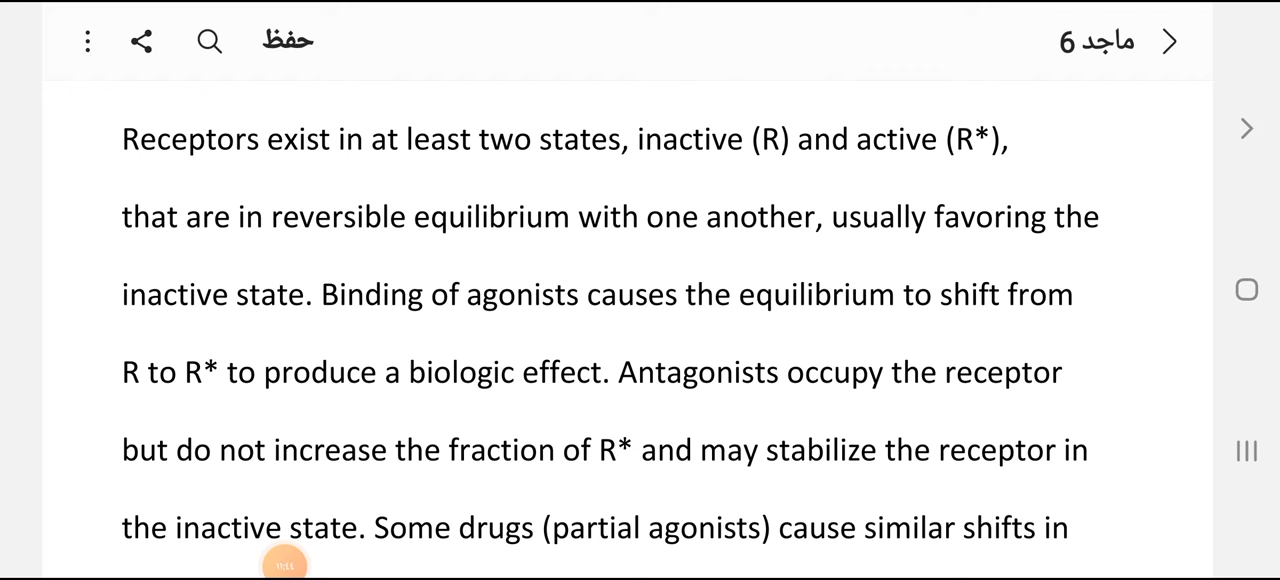 حفظ
ماجد 6
Receptors exist in at least two states, inactive (R) and active (R*),
that are in reversible equilibrium with one another, usually favoring the
inactive state. Binding of agonists causes the equilibrium to shift from
R to R* to produce a biologic effect. Antagonists occupy the receptor
but do not increase the fraction of R* and may stabilize the receptor in
the inactive state. Some drugs (partial agonists) cause similar shifts in